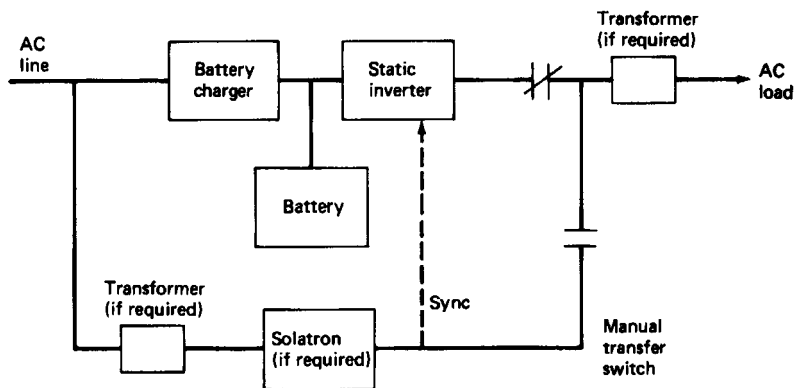 AC
line
Battery
charger
Static
inverter
Transformer
(if required)
AC
load
Battery
Transformer
(if required)
Solatron
(if required)
Sync
Manual
transfer
switch